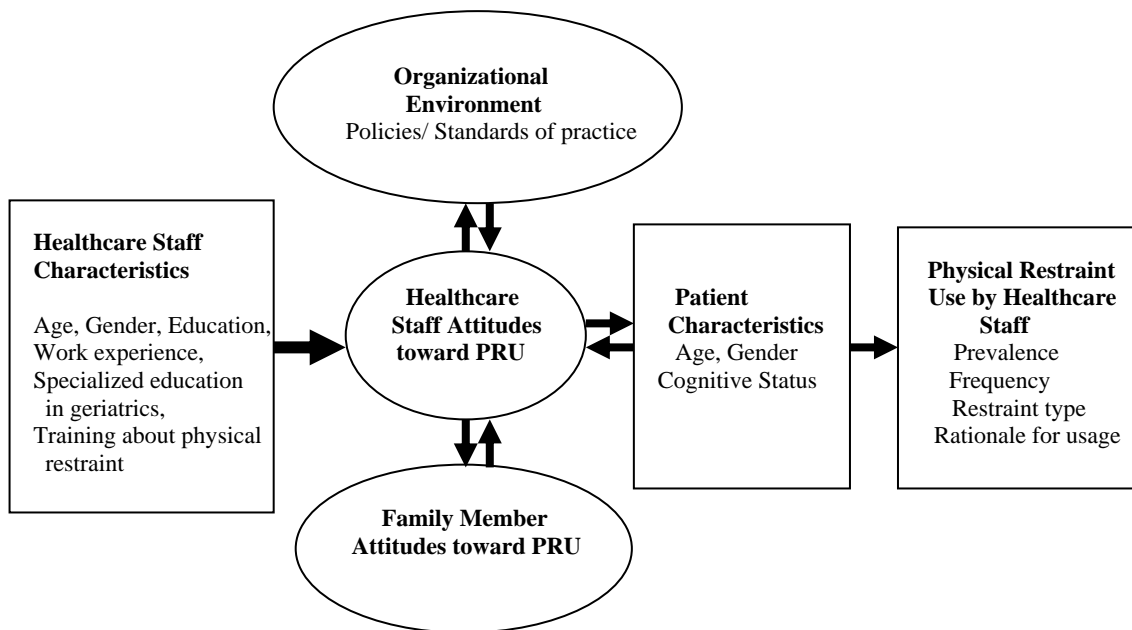 Organizational
Environment
Policies/ Standards of practice
Healthcare Staff
Characteristics
Age, Gender, Education,
Work experience,
Specialized education
in geriatrics,
Training about physical
restraint
Healthcare
Staff Attitudes
toward PRU
Patient
Characteristics
Age, Gender
Cognitive Status
Physical Restraint
Use by Healthcare
Staff
Prevalence
Frequency
Restraint type
Rationale for usage
Family Member
Attitudes toward PRU